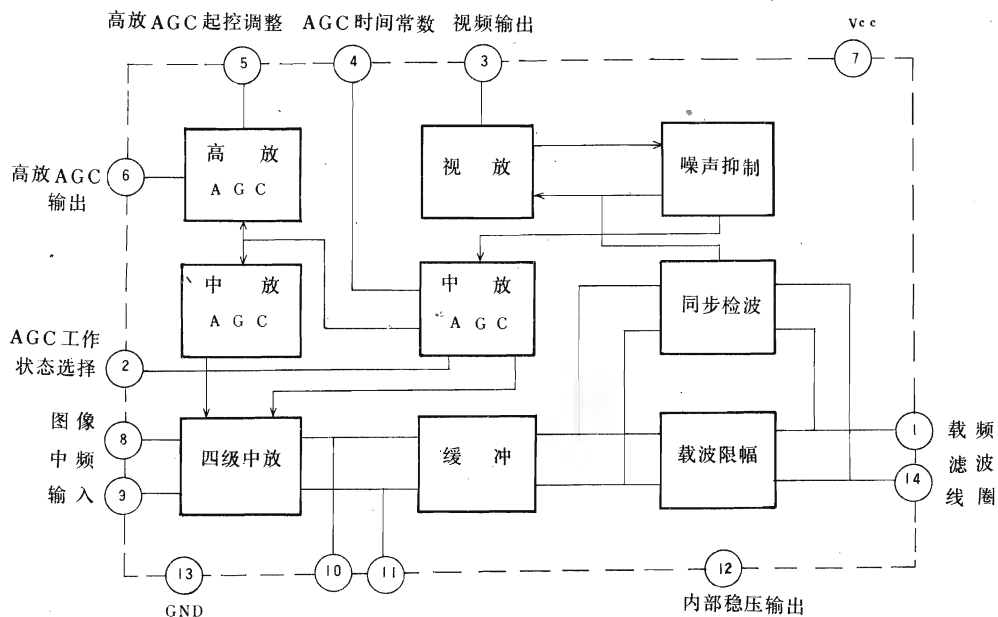 高放AGC起控调整 AGC时间常数 视频输出 Vcc
5 4 3 7
高放
AGC
视放
噪声抑制
高放AGC
输出
6
中放
AGC
中放
AGC
同步检波
AGC工作
状态选择
2
图像
中频
输入
8
9
四级中放
缓冲
载波限幅
1
14
载频
滤波
线圈
13 10 11 12
GND
内部稳压输出